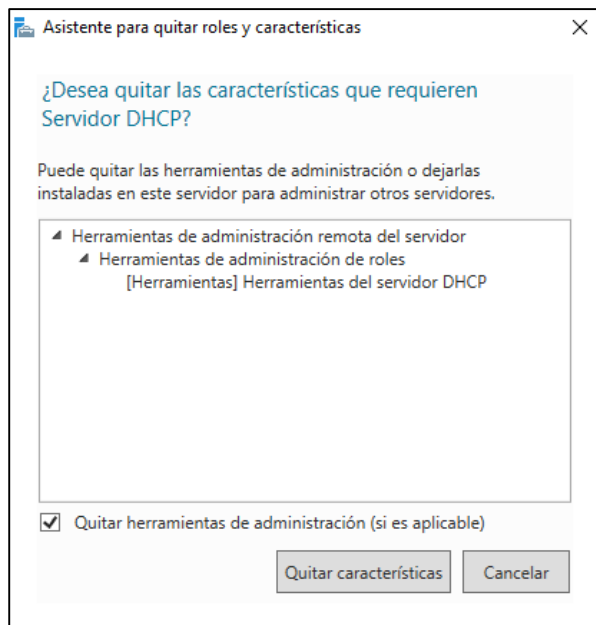 Asistente para quitar roles y características
¿Desea quitar las características que requieren
Servidor DHCP?
Puede quitar las herramientas de administración o dejarlas
instaladas en este servidor para administrar otros servidores.
Herramientas de administración remota del servidor
Herramientas de administración de roles
[Herramientas] Herramientas del servidor DHCP
Quitar herramientas de administración (si es aplicable)
Quitar características Cancelar